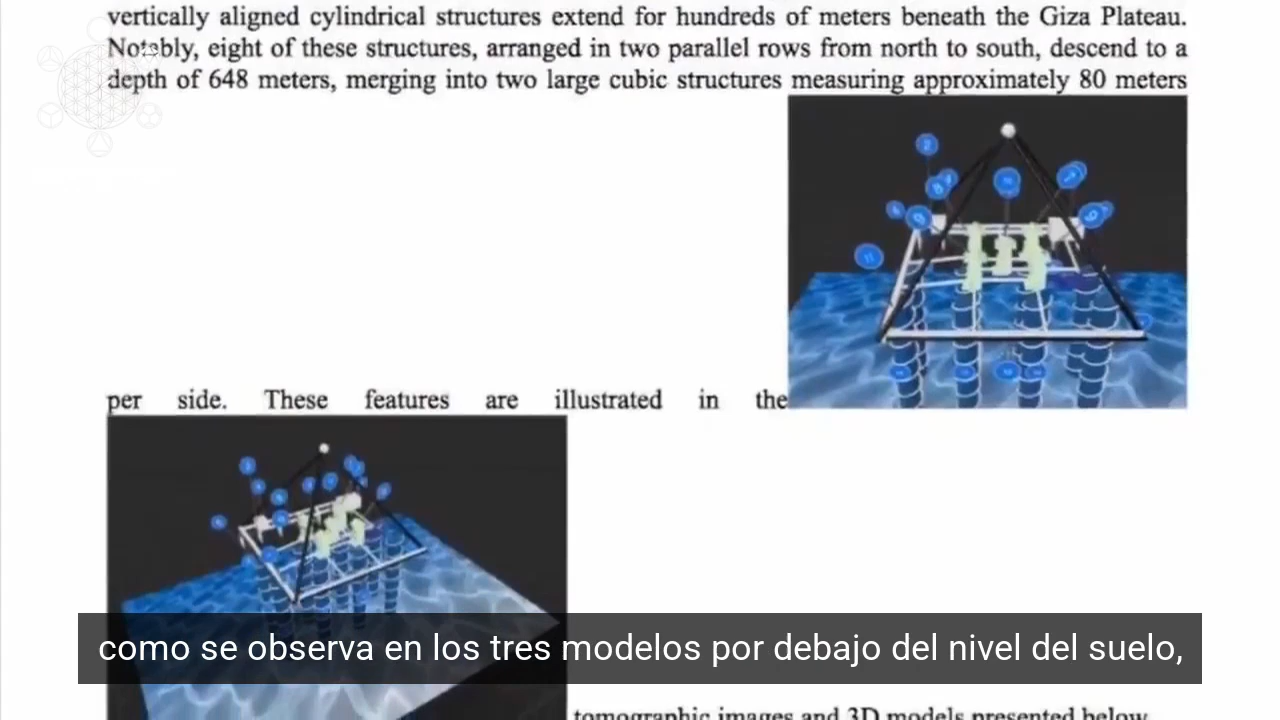 vertically aligned cylindrical structures extend for hundreds of meters beneath the Giza Plateau.
Notably, eight of these structures, arranged in two parallel rows from north to south, descend to a
depth of 648 meters, merging into two large cubic structures measuring approximately 80 meters
per side. These features are illustrated in the
como se observa en los tres modelos por debajo del nivel del suelo,
tomographic images and 3D models presented below